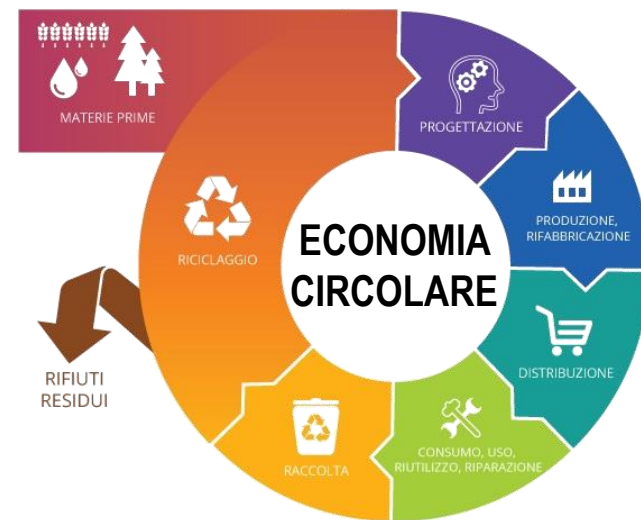 MATERIE PRIME
PROGETTAZIONE
PRODUZIONE,
RIFABBRICAZIONE
DISTRIBUZIONE
CONSUMO, USO,
RIUTILIZZO, RIPARAZIONE
RACCOLTA
RICICLAGGIO
RIFIUTI
RESIDUI
ECONOMIA
CIRCOLARE